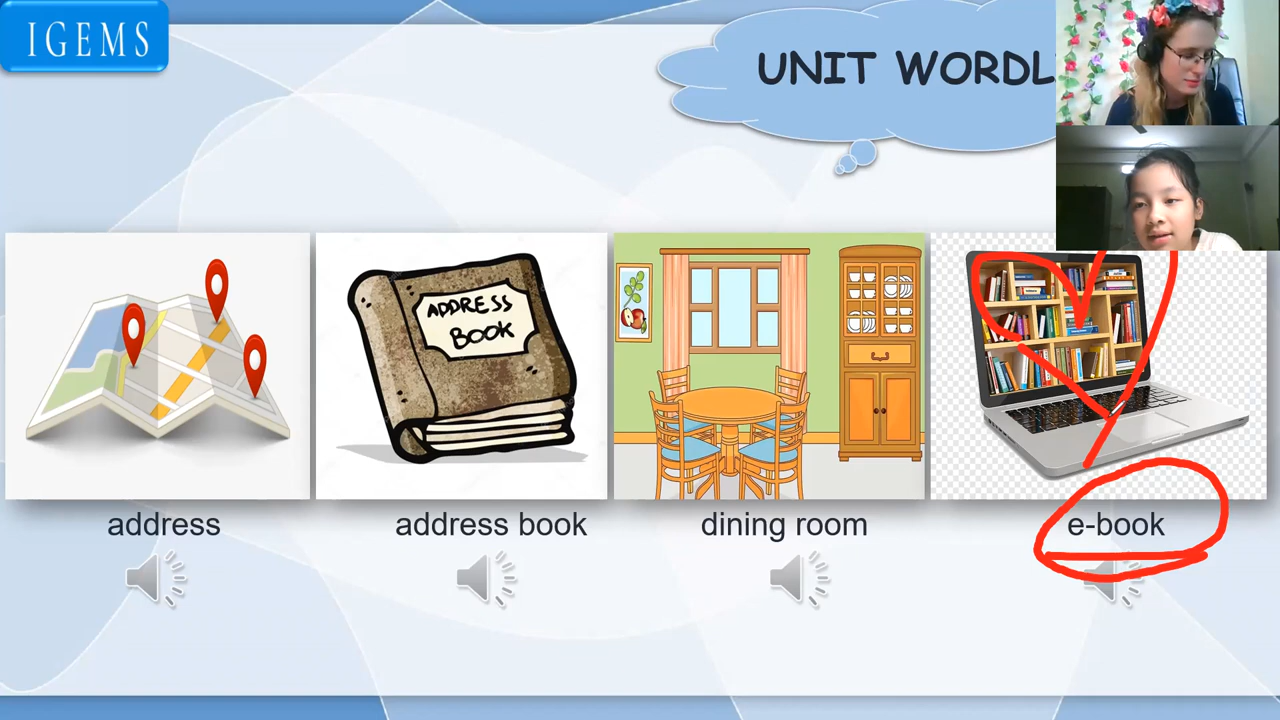 IGEMS
UNIT WORDL
ADDRESS
BOOK
address
address book
dining room
e-book